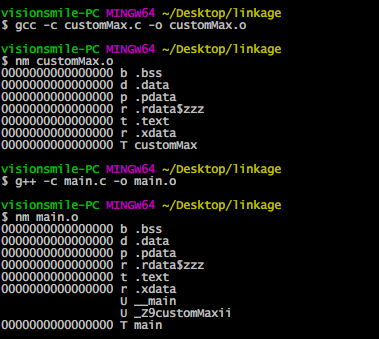 visionsmile-PC MINGW64 ~/Desktop/linkage
$ gcc -c customMax.c -o customMax.o
visionsmile-PC MINGW64 ~/Desktop/linkage
$ nm customMax.o
0000000000000000 b .bss
0000000000000000 d .data
0000000000000000 p .pdata
0000000000000000 r .rdata$zzz
0000000000000000 t .text
0000000000000000 r .xdata
0000000000000000 T customMax
visionsmile-PC MINGW64 ~/Desktop/linkage
$ g++ -c main.c -o main.o
visionsmile-PC MINGW64 ~/Desktop/linkage
$ nm main.o
0000000000000000 b .bss
0000000000000000 d .data
0000000000000000 p .pdata
0000000000000000 r .rdata$zzz
0000000000000000 t .text
0000000000000000 r .xdata
U __main
U _Z9customMaxii
0000000000000000 T main